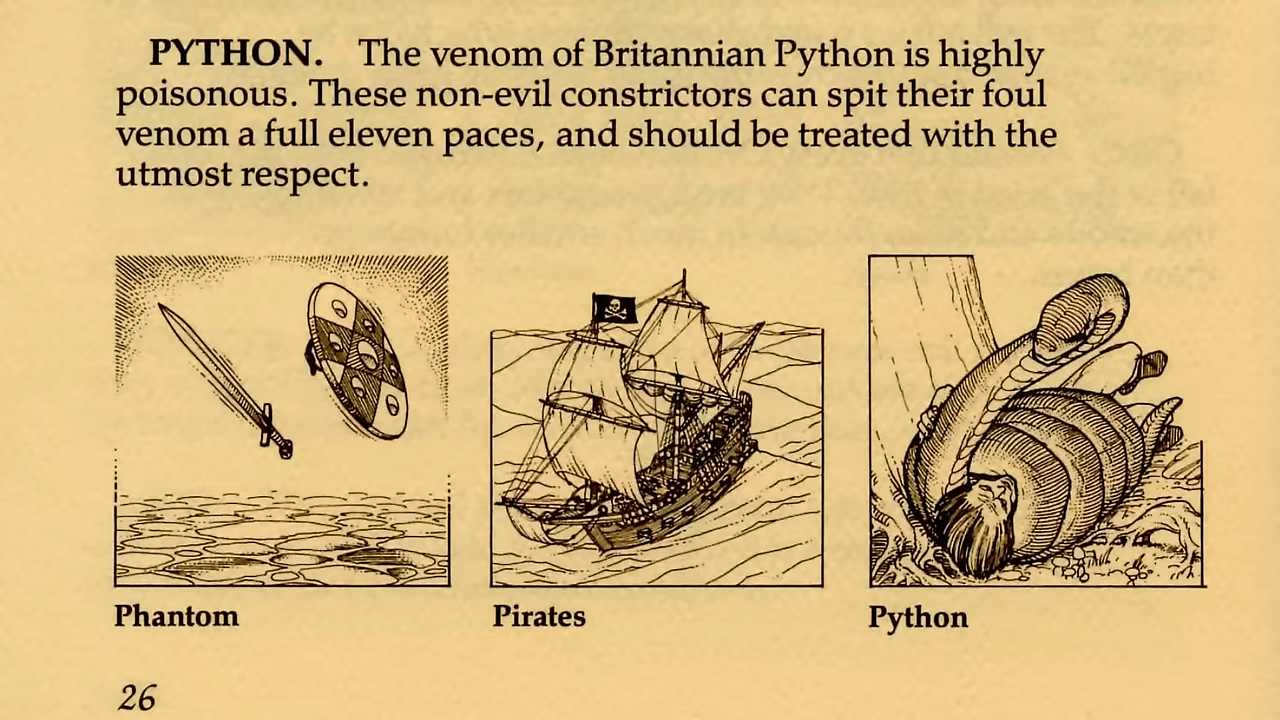 PYTHON. The venom of Britannian Python is highly
poisonous. These non-evil constrictors can spit their foul
venom a full eleven paces, and should be treated with the
utmost respect.
Phantom
Pirates
Python
26